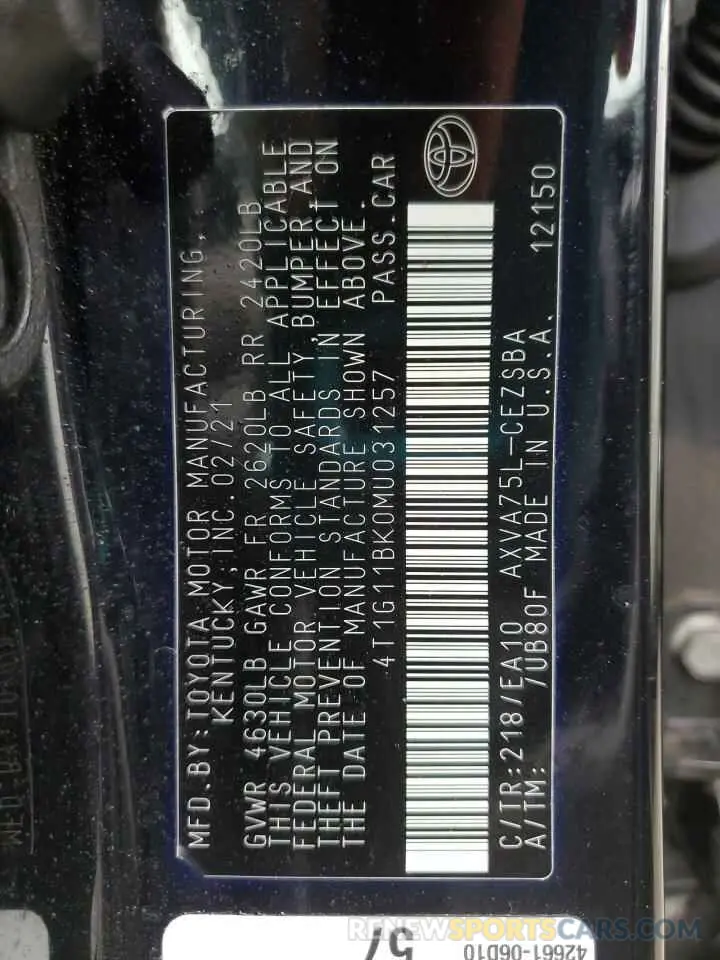 MFD.BY:TOYOTA MOTOR MANUFACTURING,
KENTUCKY,INC.02/21
GVWR 4630LB GAWR FR 2620LB RR 2420LB
THIS VEHICLE CONFORMS TO ALL APPLICABLE
FEDERAL MOTOR VEHICLE SAFETY,BUMPER,AND
THEFT PREVENTION STANDARDS IN EFFECT ON
THE DATE OF MANUFACTURE SHOWN ABOVE.
4T1G11BK0MU031257 PASS.CAR
C/TR:218/EA10 AXVA75L-CEZSBA
A/TM: /UB80F MADE IN U.S.A. 12150
42661-06D10
57
RENEWSPORTSCARS.COM